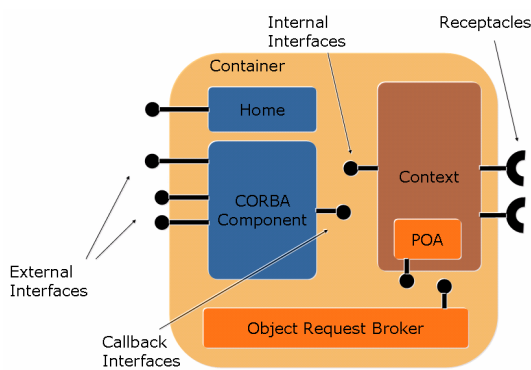 Internal
Interfaces
Receptacles
Container
Home
CORBA
Component
Context
POA
External
Interfaces
Object Request Broker
Callback
Interfaces